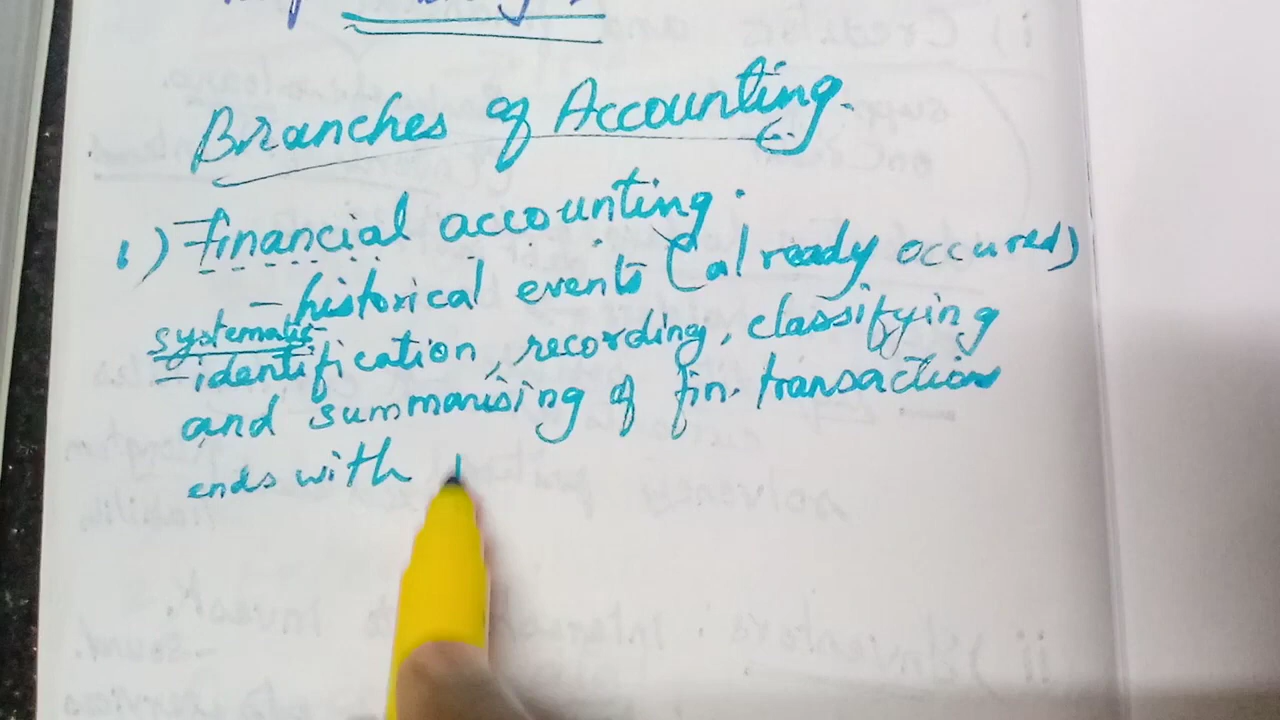 Branches of Accounting.
1) Financial accounting.
- historical events (already occured)
systematic
- identification, recording, classifying
and summarising of fin. transaction
ends with